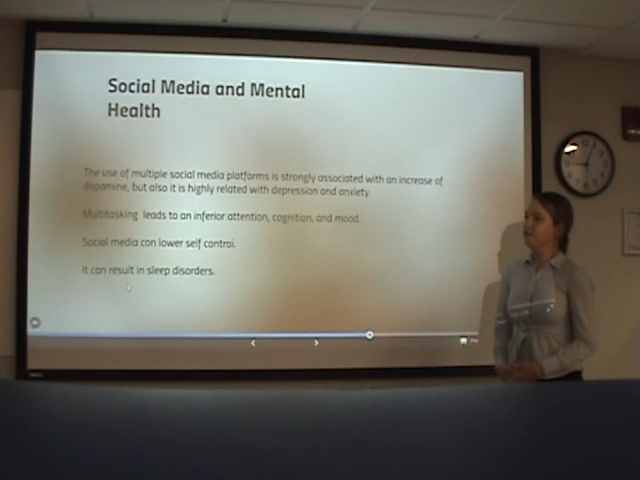 Social Media and Mental
Health
The use of multiple social media platforms is strongly associated with an increase of
dopamine, but also it is highly related with depression and anxiety.
Multitasking leads to an inferior attention, cognition, and mood.
Social media can lower self control.
It can result in sleep disorders.